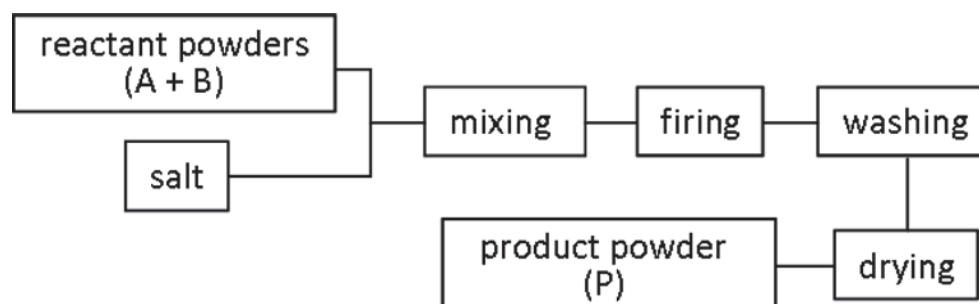 reactant powders
(A + B)
salt
mixing
firing
washing
drying
product powder
(P)